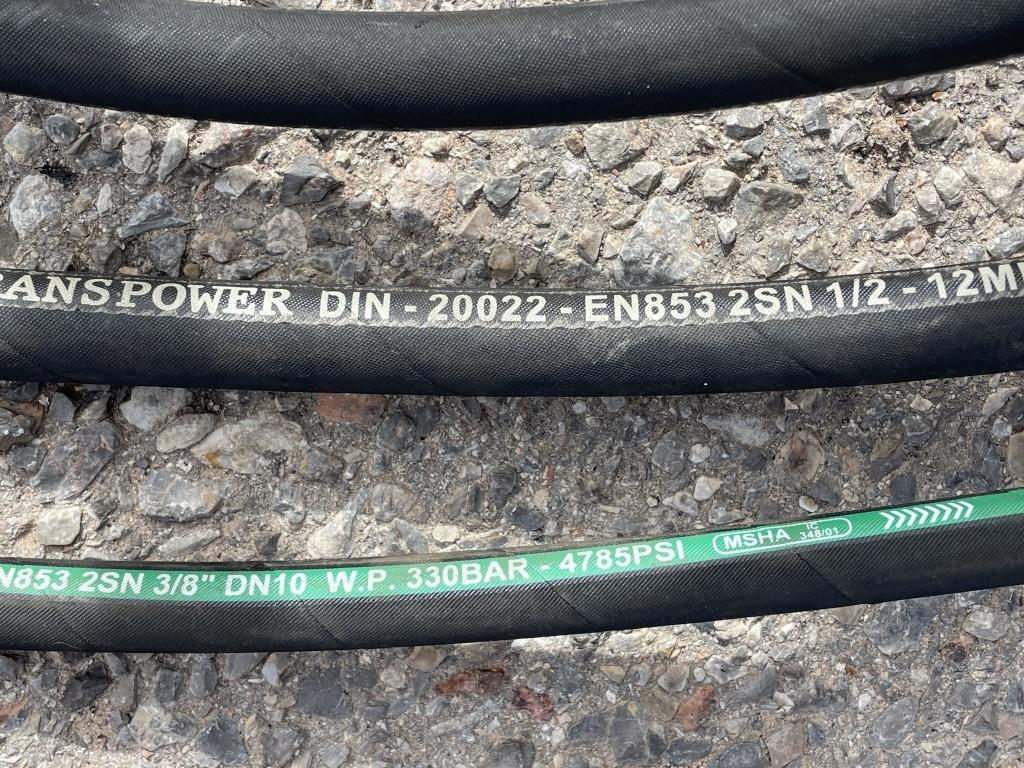 RANSPOWER DIN - 20022 - EN853 2SN 1/2 - 12M
N853 2SN 3/8" DN10 W.P. 330BAR - 4785PSI MSHA IC 348/01